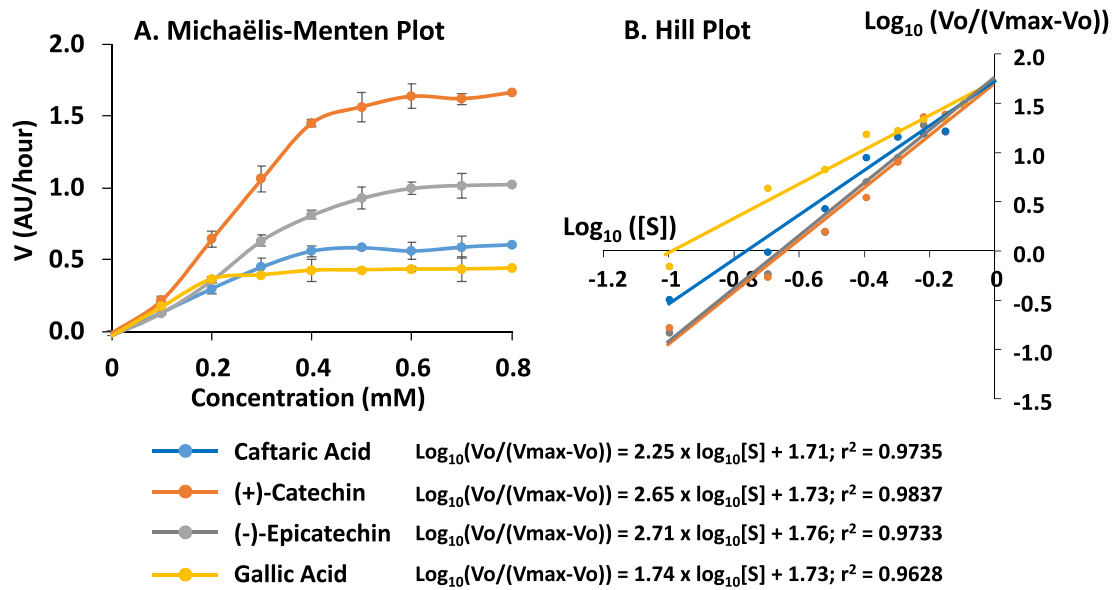 A. Michaëlis-Menten Plot
2.0
1.5
1.0
0.5
0.0
V (AU/hour)
0 0.2 0.4 0.6 0.8
Concentration (mM)
B. Hill Plot
Log₁₀ (Vo/(Vmax-Vo))
2.0
1.5
1.0
0.5
0.0
-0.5
-1.0
-1.5
Log₁₀ ([S])
-1.2 -1 -0.8 -0.6 -0.4 -0.2 0
Caftaric Acid Log₁₀(Vo/(Vmax-Vo)) = 2.25 x log₁₀[S] + 1.71; r² = 0.9735
(+)-Catechin Log₁₀(Vo/(Vmax-Vo)) = 2.65 x log₁₀[S] + 1.73; r² = 0.9837
(-)-Epicatechin Log₁₀(Vo/(Vmax-Vo)) = 2.71 x log₁₀[S] + 1.76; r² = 0.9733
Gallic Acid Log₁₀(Vo/(Vmax-Vo)) = 1.74 x log₁₀[S] + 1.73; r² = 0.9628